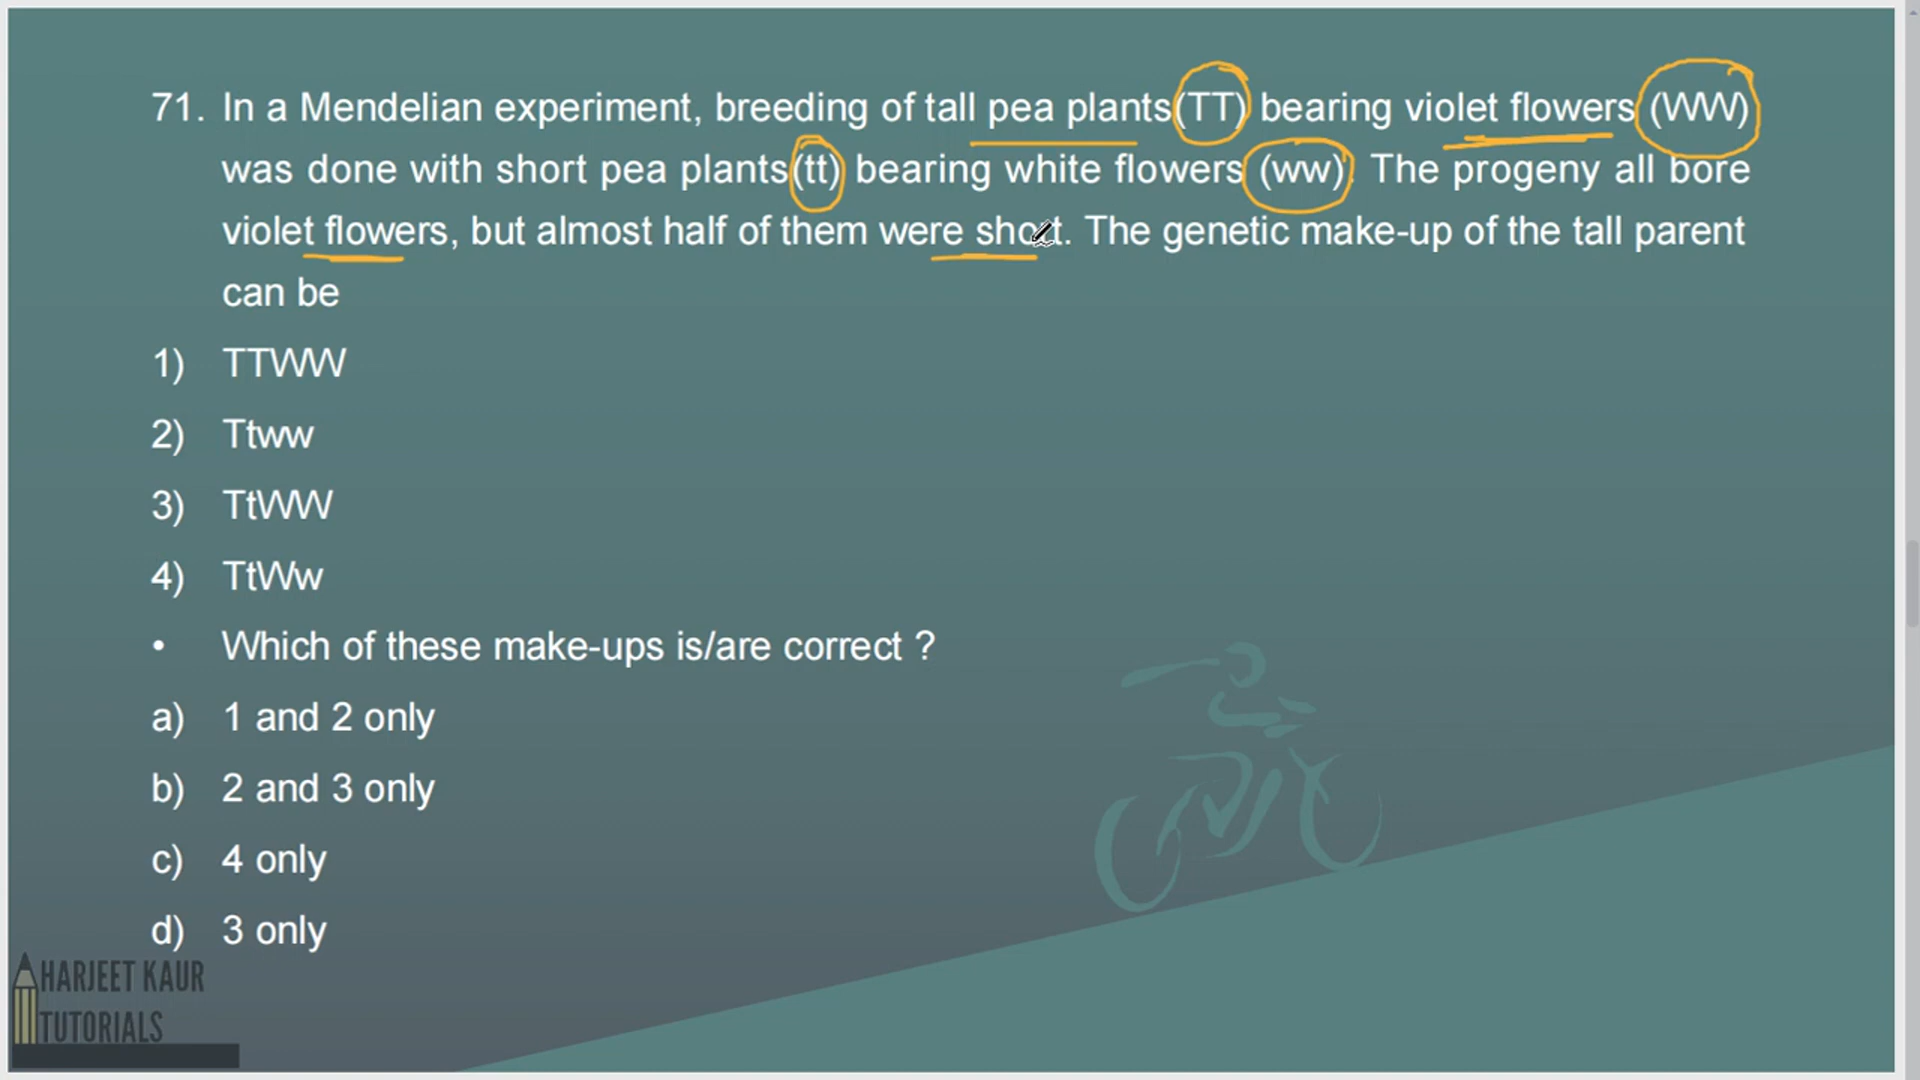 71. In a Mendelian experiment, breeding of tall pea plants(TT) bearing violet flowers (WW)
was done with short pea plants(tt) bearing white flowers (ww). The progeny all bore
violet flowers, but almost half of them were short. The genetic make-up of the tall parent
can be
1) TTWW
2) Ttww
3) TtWW
4) TtWw
• Which of these make-ups is/are correct ?
a) 1 and 2 only
b) 2 and 3 only
c) 4 only
d) 3 only
HARJEET KAUR
TUTORIALS